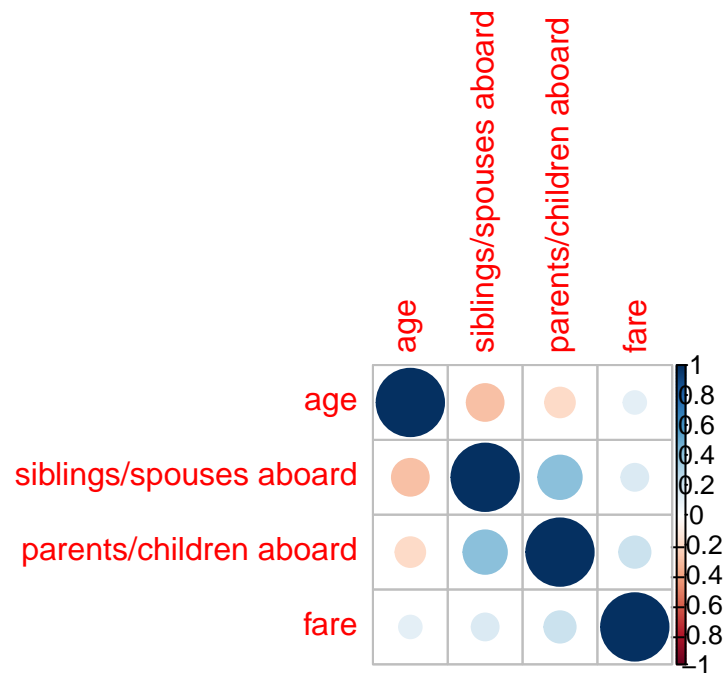 age
siblings/spouses aboard
parents/children aboard
fare
age
siblings/spouses aboard
parents/children aboard
fare
1
0.8
0.6
0.4
0.2
0
−0.2
−0.4
−0.6
−0.8
−1